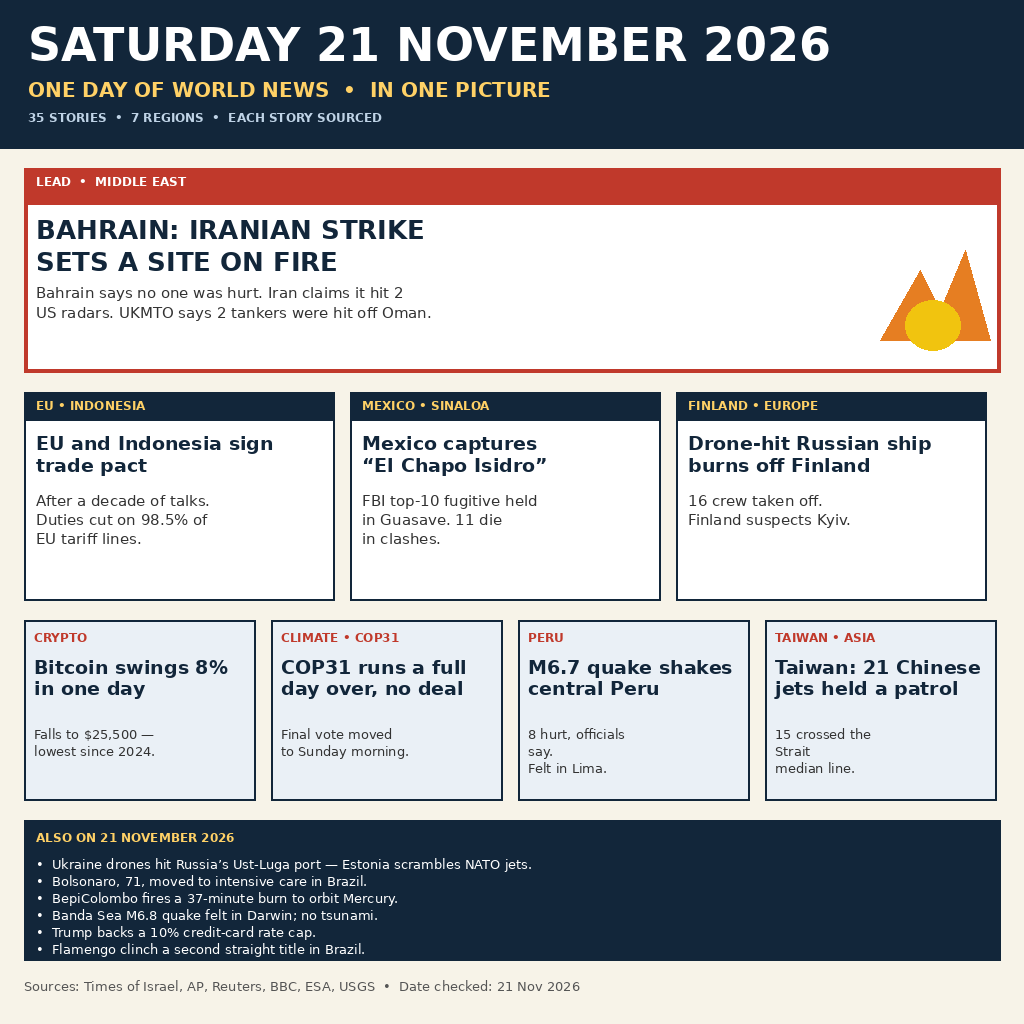 SATURDAY 21 NOVEMBER 2026
ONE DAY OF WORLD NEWS • IN ONE PICTURE
35 STORIES • 7 REGIONS • EACH STORY SOURCED
LEAD • MIDDLE EAST
BAHRAIN: IRANIAN STRIKE
SETS A SITE ON FIRE
Bahrain says no one was hurt. Iran claims it hit 2
US radars. UKMTO says 2 tankers were hit off Oman.
EU • INDONESIA
EU and Indonesia sign
trade pact
After a decade of talks.
Duties cut on 98.5% of
EU tariff lines.
MEXICO • SINALOA
Mexico captures
“El Chapo Isidro”
FBI top-10 fugitive held
in Guasave. 11 die
in clashes.
FINLAND • EUROPE
Drone-hit Russian ship
burns off Finland
16 crew taken off.
Finland suspects Kyiv.
CRYPTO
Bitcoin swings 8%
in one day
Falls to $25,500 —
lowest since 2024.
CLIMATE • COP31
COP31 runs a full
day over, no deal
Final vote moved
to Sunday morning.
PERU
M6.7 quake shakes
central Peru
8 hurt, officials
say.
Felt in Lima.
TAIWAN • ASIA
Taiwan: 21 Chinese
jets held a patrol
15 crossed the
Strait
median line.
ALSO ON 21 NOVEMBER 2026
• Ukraine drones hit Russia’s Ust-Luga port — Estonia scrambles NATO jets.
• Bolsonaro, 71, moved to intensive care in Brazil.
• BepiColombo fires a 37-minute burn to orbit Mercury.
• Banda Sea M6.8 quake felt in Darwin; no tsunami.
• Trump backs a 10% credit-card rate cap.
• Flamengo clinch a second straight title in Brazil.
Sources: Times of Israel, AP, Reuters, BBC, ESA, USGS • Date checked: 21 Nov 2026